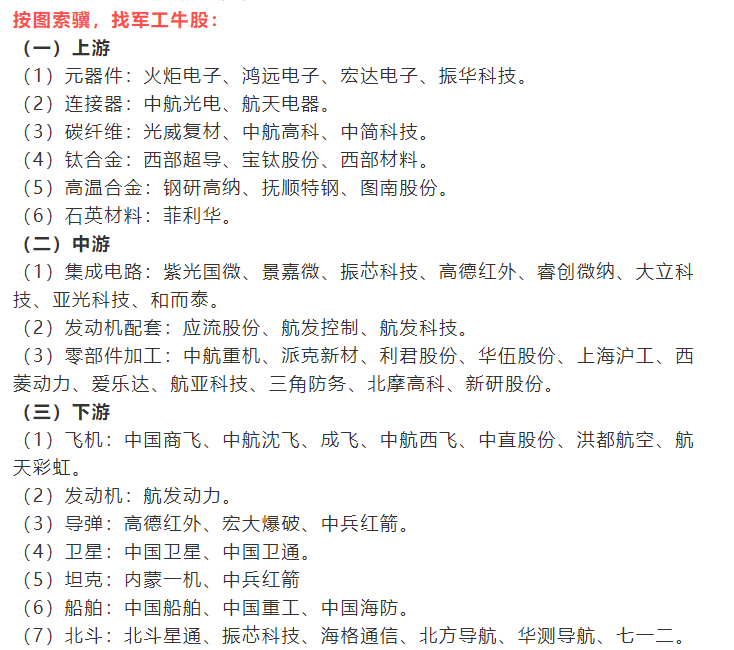 按图索骥，找军工牛股：
（一）上游
（1）元器件：火炬电子、鸿远电子、宏达电子、振华科技。
（2）连接器：中航光电、航天电器。
（3）碳纤维：光威复材、中航高科、中简科技。
（4）钛合金：西部超导、宝钛股份、西部材料。
（5）高温合金：钢研高纳、抚顺特钢、图南股份。
（6）石英材料：菲利华。
（二）中游
（1）集成电路：紫光国微、景嘉微、振芯科技、高德红外、睿创微纳、大立科
技、亚光科技、和而泰。
（2）发动机配套：应流股份、航发控制、航发科技。
（3）零部件加工：中航重机、派克新材、利君股份、华伍股份、上海沪工、西
菱动力、爱乐达、航亚科技、三角防务、北摩高科、新研股份。
（三）下游
（1）飞机：中国商飞、中航沈飞、成飞、中航西飞、中直股份、洪都航空、航
天彩虹。
（2）发动机：航发动力。
（3）导弹：高德红外、宏大爆破、中兵红箭。
（4）卫星：中国卫星、中国卫通。
（5）坦克：内蒙一机、中兵红箭
（6）船舶：中国船舶、中国重工、中国海防。
（7）北斗：北斗星通、振芯科技、海格通信、北方导航、华测导航、七一二。